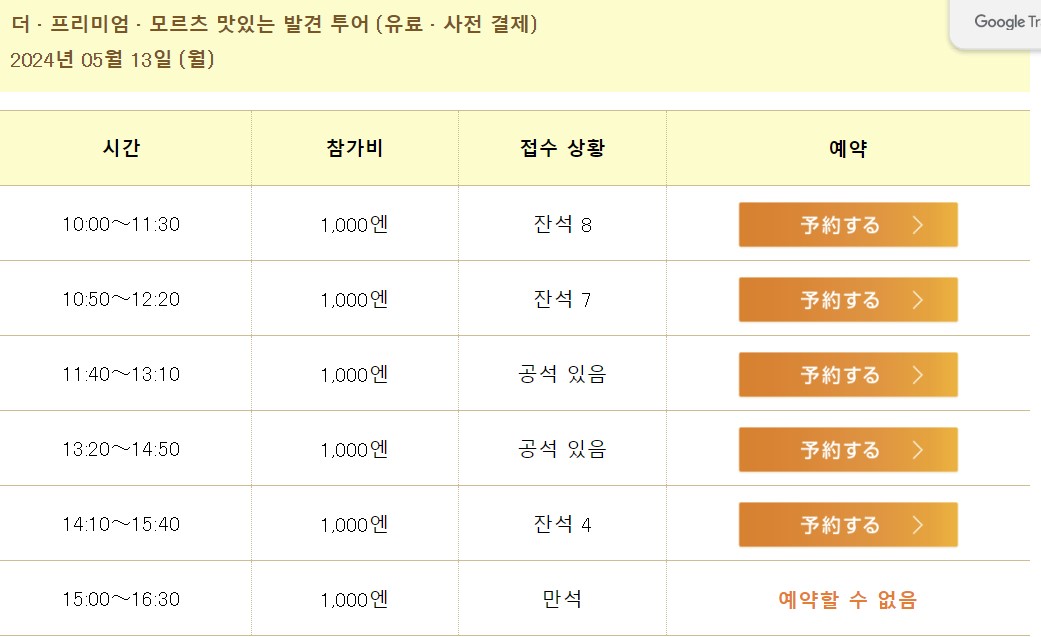 더 · 프리미엄 · 모르츠 맛있는 발견 투어 (유료 · 사전 결제)
2024년 05월 13일 (월)
Google Tr
시간 참가비 접수 상황 예약
10:00～11:30 1,000엔 잔석 8 予約する
10:50～12:20 1,000엔 잔석 7 予約する
11:40～13:10 1,000엔 공석 있음 予約する
13:20～14:50 1,000엔 공석 있음 予約する
14:10～15:40 1,000엔 잔석 4 予約する
15:00～16:30 1,000엔 만석 예약할 수 없음